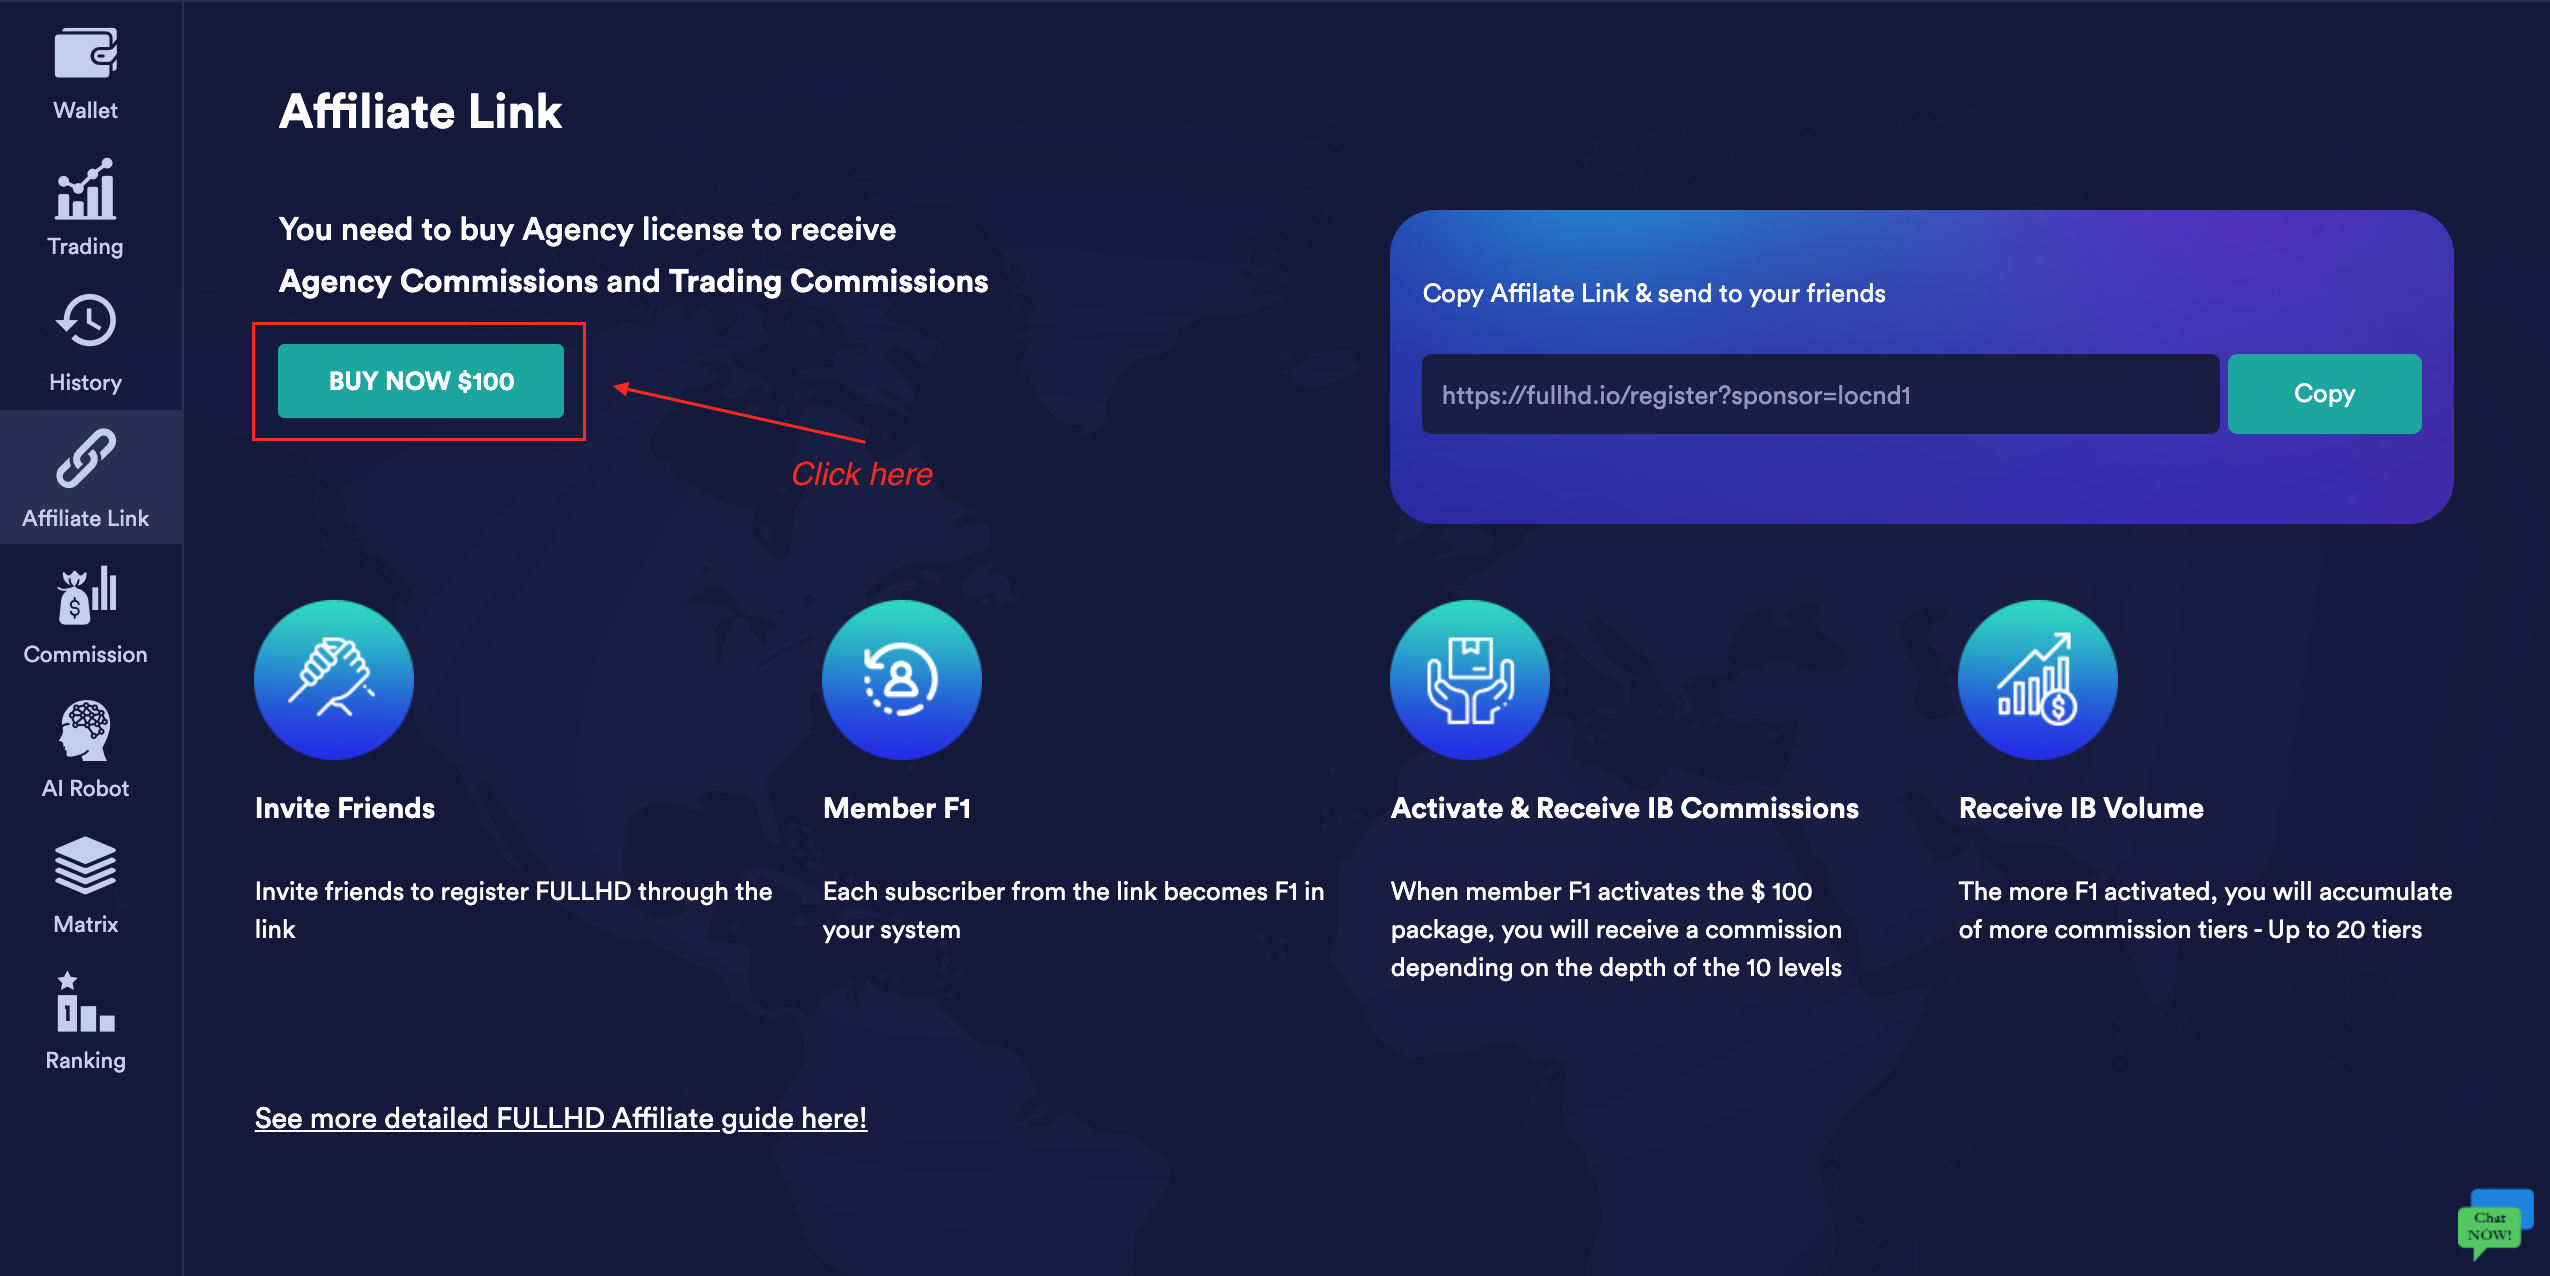 Wallet
Trading
History
Affiliate Link
Commission
AI Robot
Matrix
1
Ranking
Affiliate Link
You need to buy Agency license to receive
Agency Commissions and Trading Commissions
BUY NOW $100
Click here
Copy Affilate Link & send to your friends
https://fullhd.io/register?sponsor=locnd1
Copy
Invite Friends
Invite friends to register FULLHD through the
link
Member F1
Each subscriber from the link becomes F1 in
your system
Activate & Receive IB Commissions
When member F1 activates the $ 100
package, you will receive a commission
depending on the depth of the 10 levels
Receive IB Volume
The more F1 activated, you will accumulate
of more commission tiers - Up to 20 tiers
See more detailed FULLHD Affiliate guide here!
Chat
NOW!